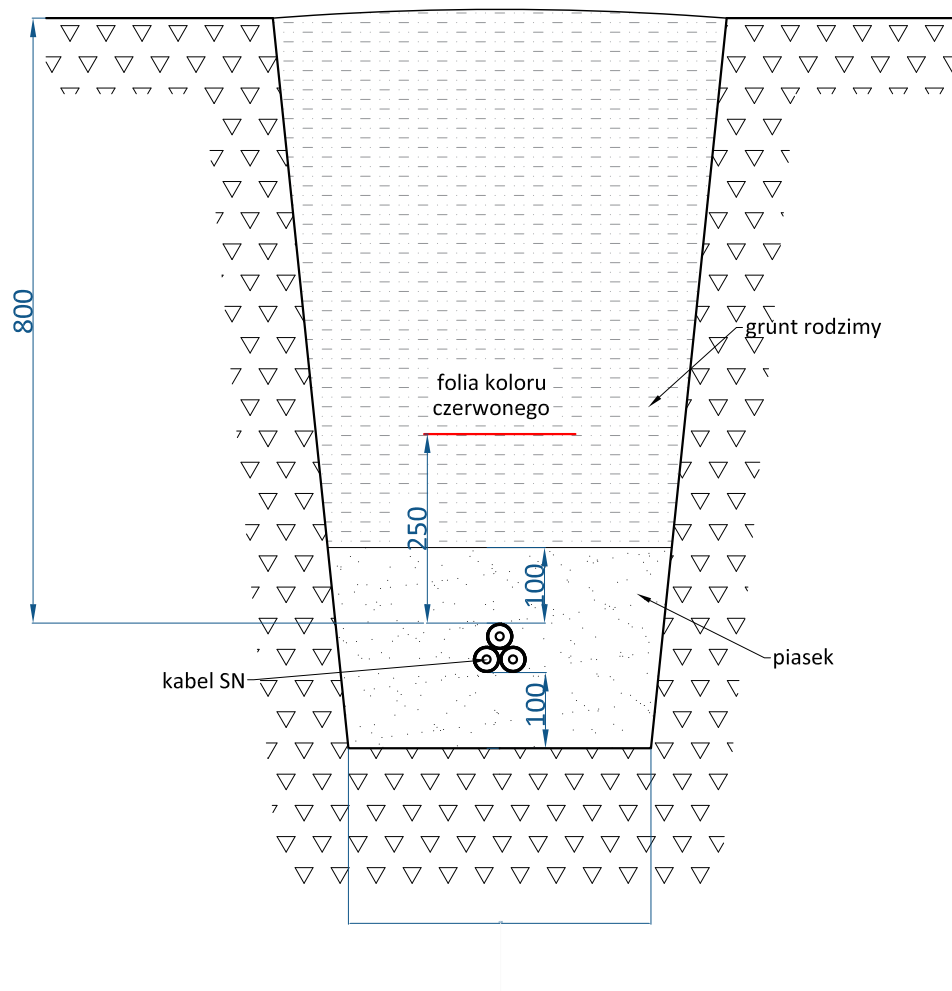 800
grunt rodzimy
folia koloru
czerwonego
250
100
piasek
kabel SN
100